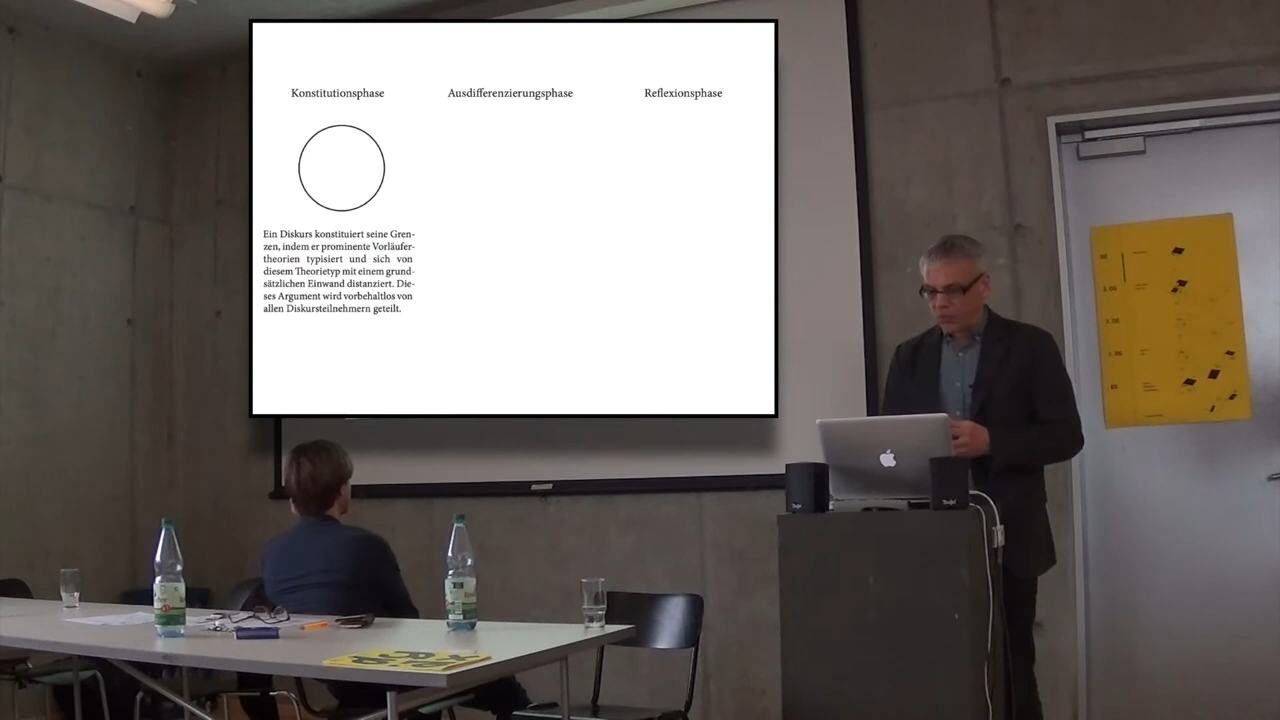 Konstitutionsphase
Ausdifferenzierungsphase
Reflexionsphase
Ein Diskurs konstituiert seine Gren-
zen, indem er prominente Vorläufer-
theorien typisiert und sich von
diesem Theorietyp mit einem grund-
sätzlichen Einwand distanziert. Die-
ses Argument wird vorbehaltlos von
allen Diskursteilnehmern geteilt.